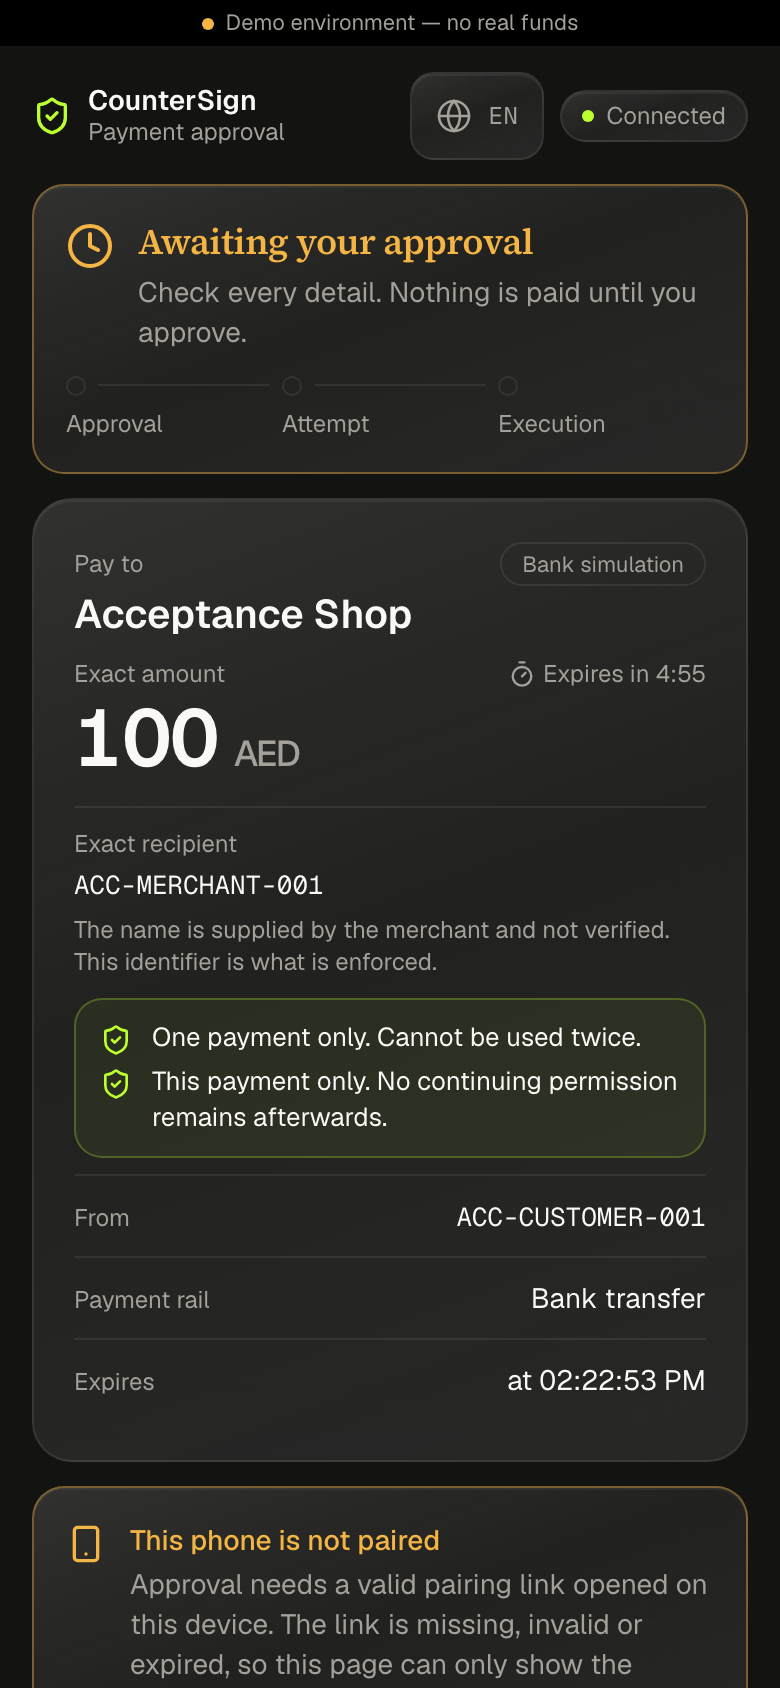 Demo environment — no real funds
CounterSign
Payment approval
EN
Connected
Awaiting your approval
Check every detail. Nothing is paid until you
approve.
Approval
Attempt
Execution
Pay to
Bank simulation
Acceptance Shop
Exact amount
Expires in 4:55
100 AED
Exact recipient
ACC-MERCHANT-001
The name is supplied by the merchant and not verified.
This identifier is what is enforced.
One payment only. Cannot be used twice.
This payment only. No continuing permission
remains afterwards.
From
ACC-CUSTOMER-001
Payment rail
Bank transfer
Expires
at 02:22:53 PM
This phone is not paired
Approval needs a valid pairing link opened on
this device. The link is missing, invalid or
expired, so this page can only show the